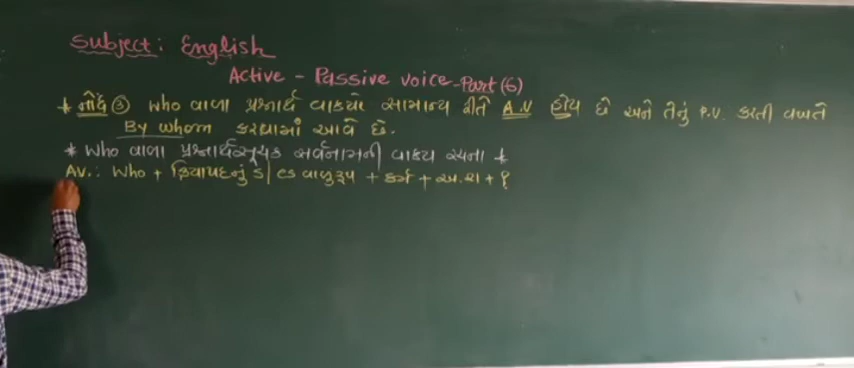 Subject: English
Active - Passive voice - Part (6)
* નોંધ ③ who વાળા પ્રશ્નાર્થ વાક્યો સામાન્ય રીતે A.V હોય છે અને તેનું P.V. કરતી વખતે
By whom કરવામાં આવે છે.
* Who વાળા પ્રશ્નાર્થસૂચક સર્વનામની વાક્ય રચના *
AV.: Who + ક્રિયાપદનું s | es વાળુ રૂપ + કર્મ + અ.શ + ?